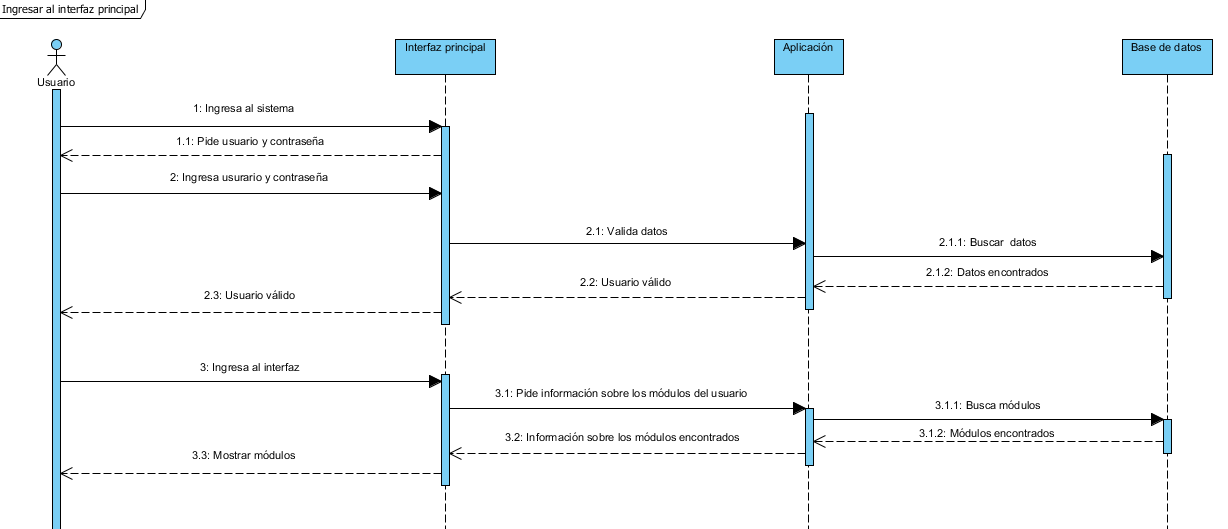 Ingresar al interfaz principal
Usuario
Interfaz principal
Aplicación
Base de datos
1: Ingresa al sistema
1.1: Pide usuario y contraseña
2: Ingresa usurario y contraseña
2.1: Valida datos
2.1.1: Buscar datos
2.1.2: Datos encontrados
2.2: Usuario válido
2.3: Usuario válido
3: Ingresa al interfaz
3.1: Pide información sobre los módulos del usuario
3.1.1: Busca módulos
3.1.2: Módulos encontrados
3.2: Información sobre los módulos encontrados
3.3: Mostrar módulos